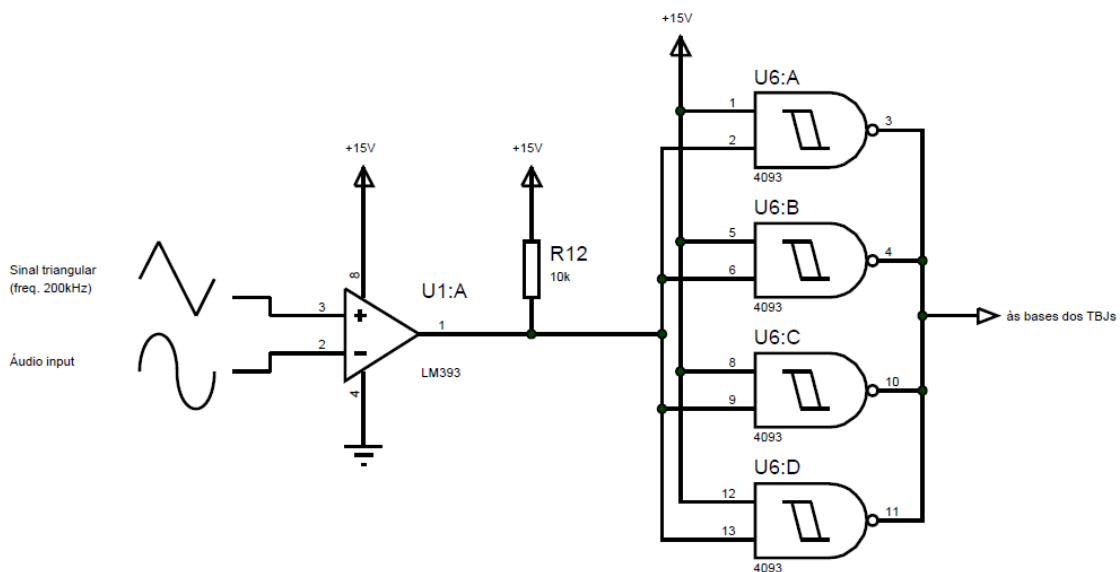 +15V
U6:A
1
2
3
4093
+15V
+15V
U6:B
5
6
4
4093
R12
10k
Sinal triangular
(freq. 200kHz)
8
U1:A
3
2
1
4
LM393
Áudio input
às bases dos TBJs
U6:C
8
9
10
4093
U6:D
12
13
11
4093